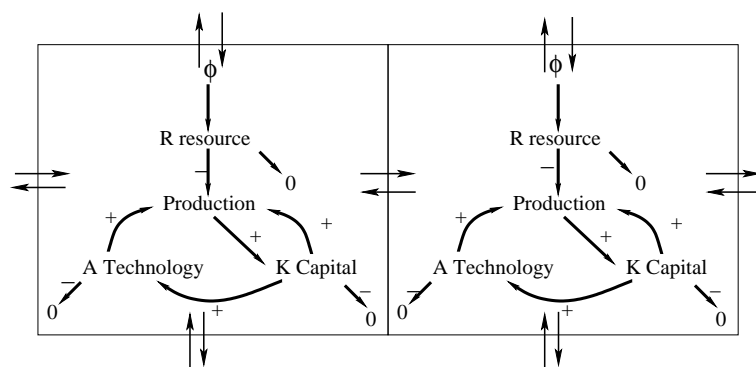 ϕ ϕ
R resource R resource
− −
0 0
Production Production
+ + + +
+ +
A Technology K Capital A Technology K Capital
− − − −
0 + 0 0 + 0